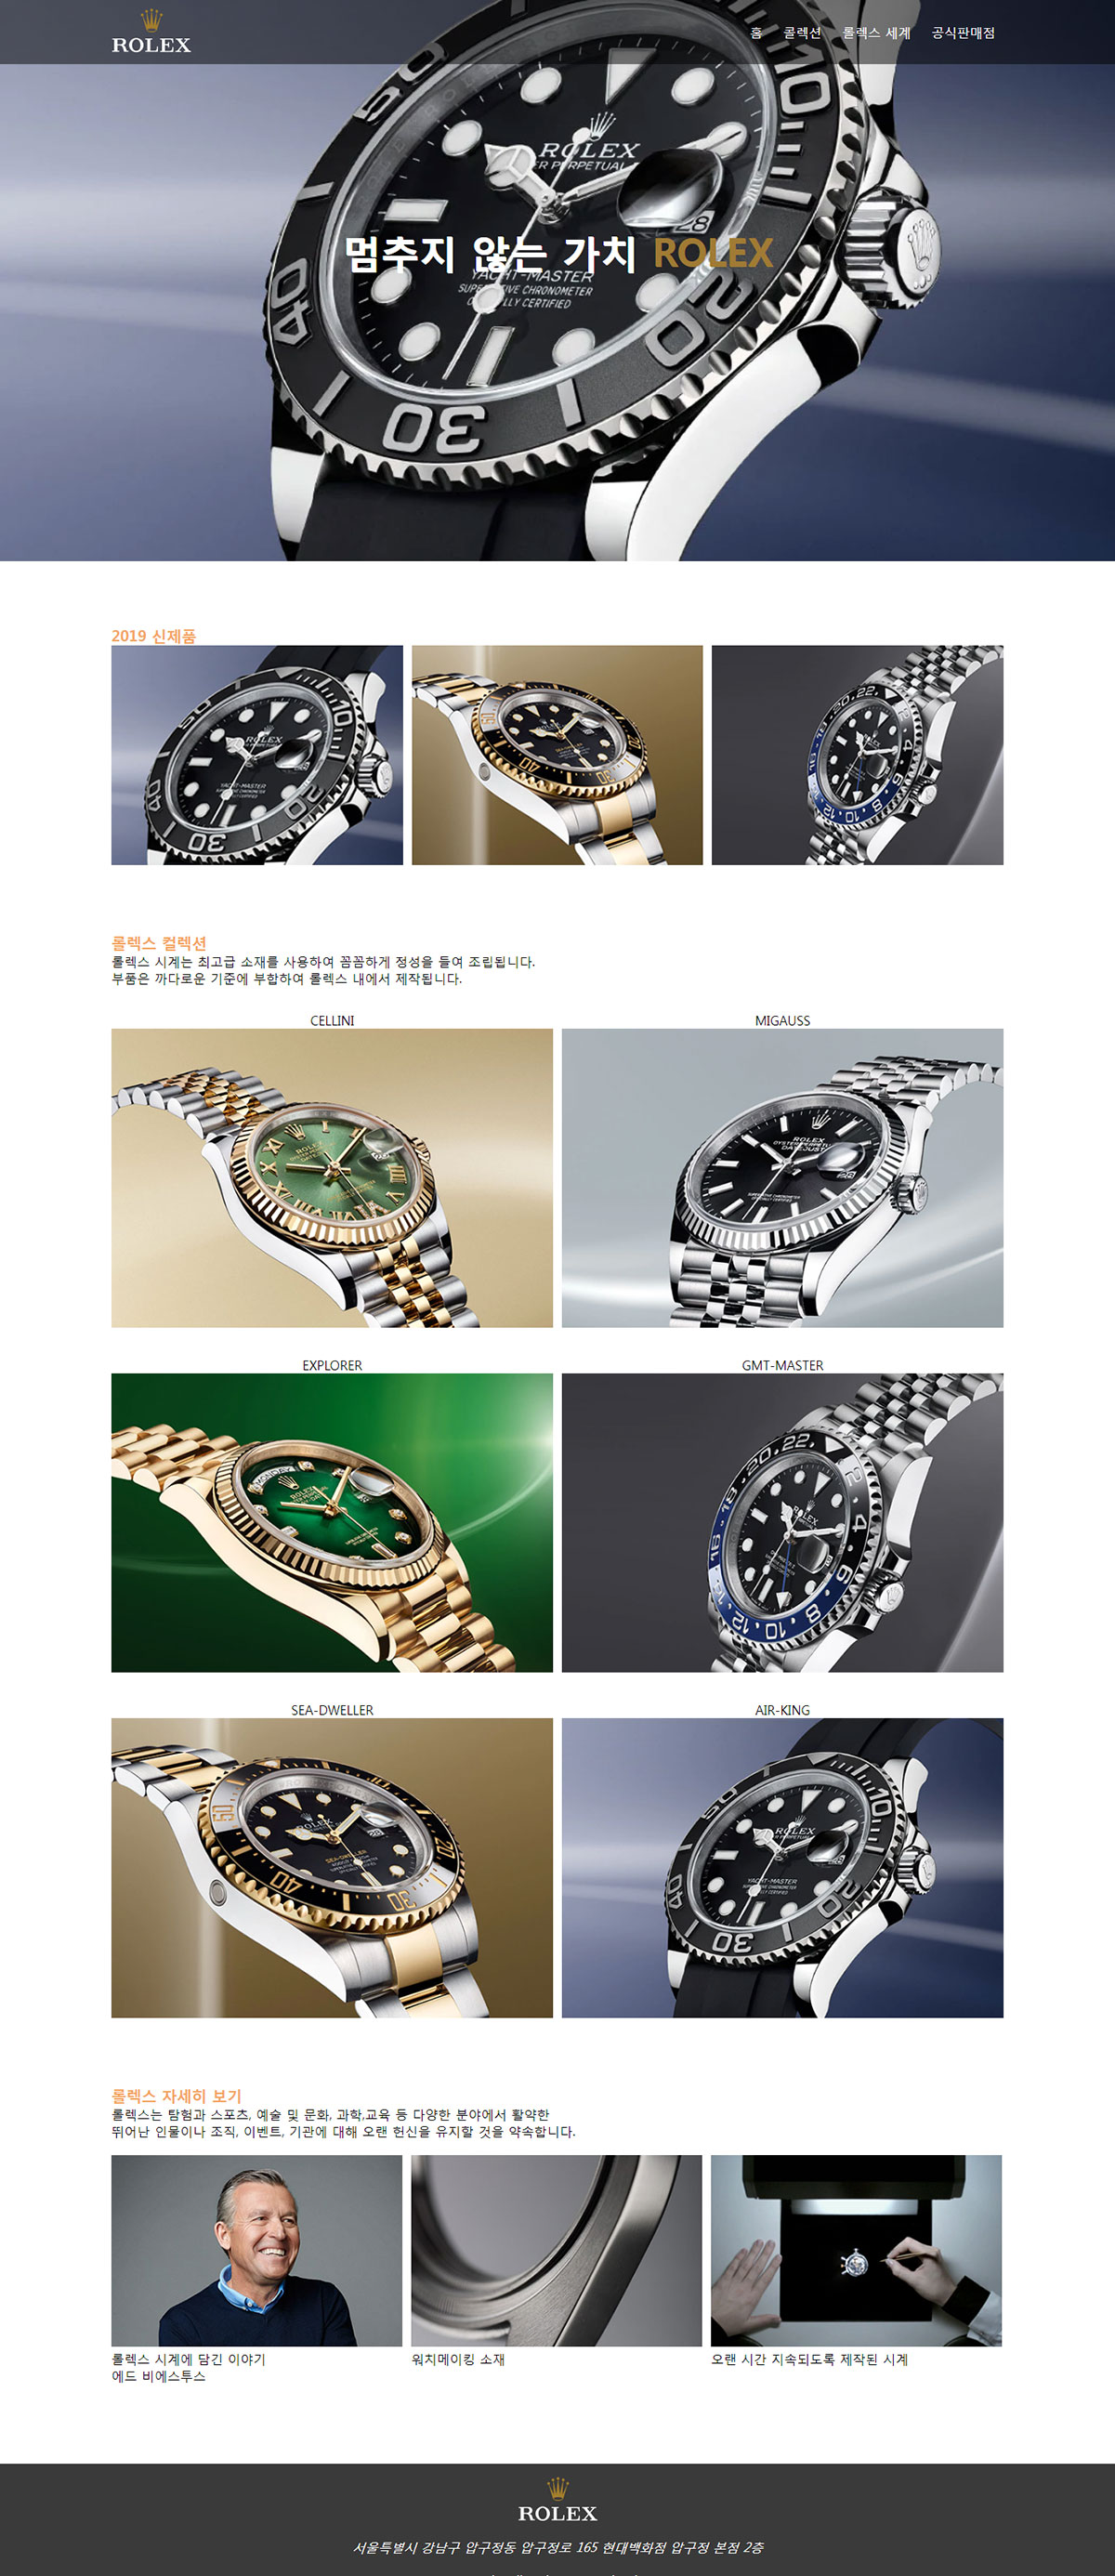 ROLEX
홈 콜렉션 롤렉스 세계 공식판매점
ROLEX
멈추지 않는 가치 ROLEX
YACHT-MASTER
40
30
20
2019 신제품
롤렉스 컬렉션
롤렉스 시계는 최고급 소재를 사용하여 꼼꼼하게 정성을 들여 조립됩니다.
부품은 까다로운 기준에 부합하여 롤렉스 내에서 제작됩니다.
CELLINI
MIGAUSS
EXPLORER
GMT-MASTER
SEA-DWELLER
AIR-KING
롤렉스 자세히 보기
롤렉스는 탐험과 스포츠, 예술 및 문화, 과학,교육 등 다양한 분야에서 활약한
뛰어난 인물이나 조직, 이벤트, 기관에 대해 오랜 헌신을 유지할 것을 약속합니다.
롤렉스 시계에 담긴 이야기
에드 비에스투스
워치메이킹 소재
오랜 시간 지속되도록 제작된 시계
ROLEX
서울특별시 강남구 압구정동 압구정로 165 현대백화점 압구정 본점 2층